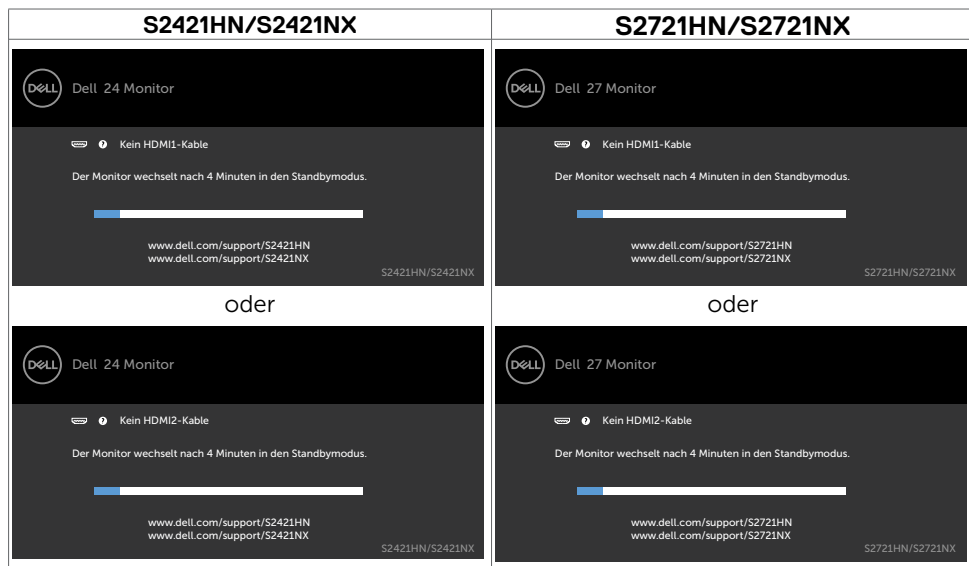 S2421HN/S2421NX
DELL
Dell 24 Monitor
Kein HDMI1-Kable
Der Monitor wechselt nach 4 Minuten in den Standbymodus.
www.dell.com/support/S2421HN
www.dell.com/support/S2421NX
S2421HN/S2421NX
oder
DELL
Dell 24 Monitor
Kein HDMI2-Kable
Der Monitor wechselt nach 4 Minuten in den Standbymodus.
www.dell.com/support/S2421HN
www.dell.com/support/S2421NX
S2421HN/S2421NX
S2721HN/S2721NX
DELL
Dell 27 Monitor
Kein HDMI1-Kable
Der Monitor wechselt nach 4 Minuten in den Standbymodus.
www.dell.com/support/S2721HN
www.dell.com/support/S2721NX
S2721HN/S2721NX
oder
DELL
Dell 27 Monitor
Kein HDMI2-Kable
Der Monitor wechselt nach 4 Minuten in den Standbymodus.
www.dell.com/support/S2721HN
www.dell.com/support/S2721NX
S2721HN/S2721NX